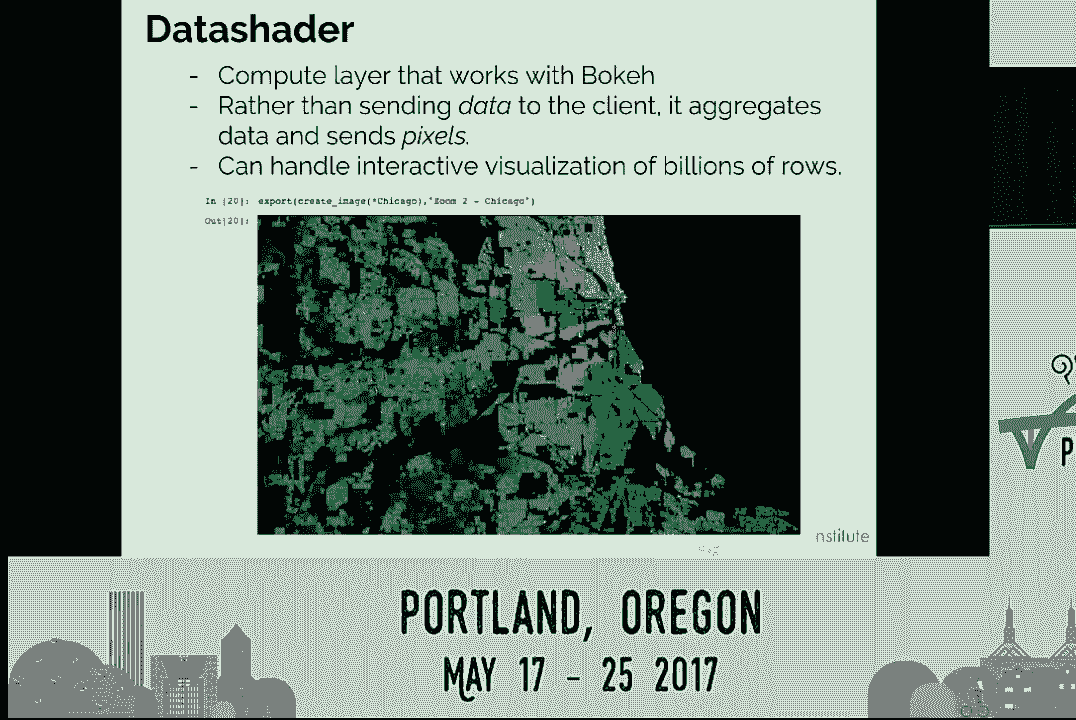 Datashader
- Compute layer that works with Bokeh
- Rather than sending data to the client, it aggregates
data and sends pixels.
- Can handle interactive visualization of billions of rows.
In [20]: export(create_image(*Chicago),"Zoom 2 - Chicago")
Out[20]:
nstitute
P
PORTLAND, OREGON
MAY 17 - 25 2017